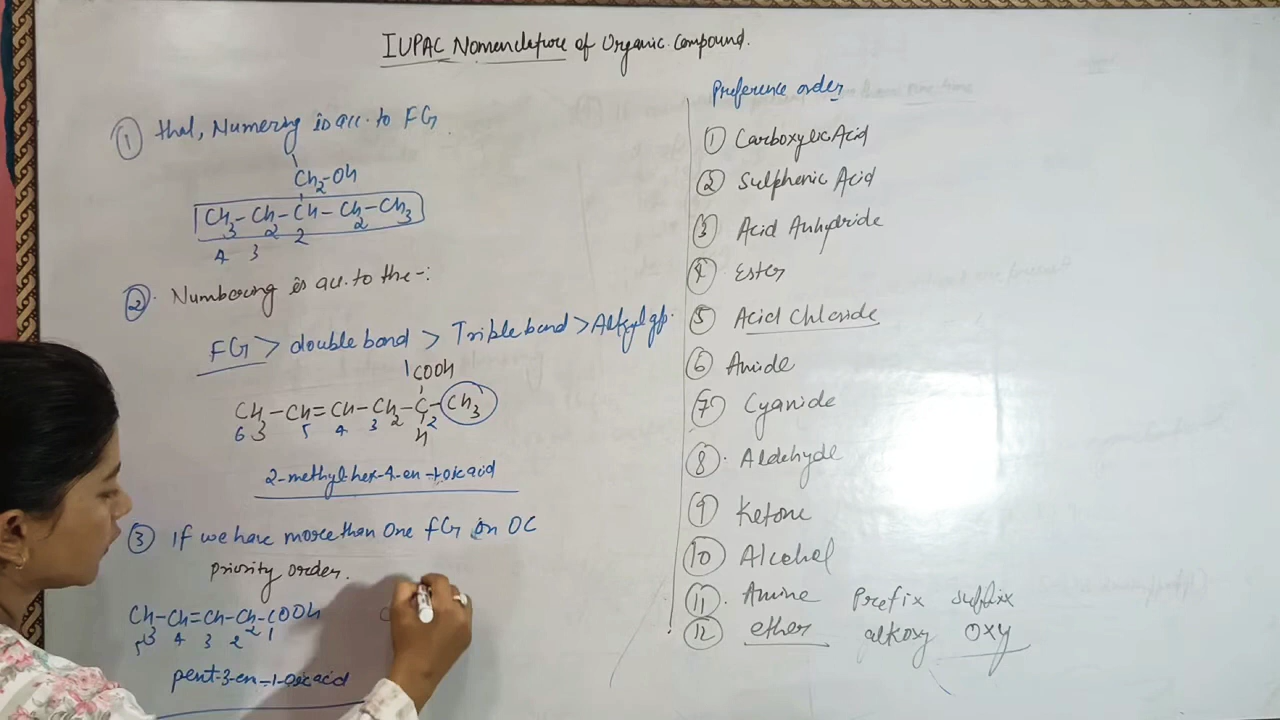 IUPAC Nomenclature of Organic Compound.
① that, Numering is acc. to FG.
CH2-OH
CH3-CH2-CH-CH2-CH3
4 3 2
② Numbering is acc. to the -:
FG > double bond > Trible bond > Alkyl gp.
1 COOH
CH3-CH=CH-CH2-C-CH3
6 5 4 3 2
H
2-methyl-hex-4-en-1-oic acid
③ If we have more than One FG on OC
priority order.
CH3-CH=CH-CH2-COOH
5 4 3 2 1
pent-3-en-1-oic acid
Preference order
① Carboxylic Acid
② Sulphenic Acid
③ Acid Anhydride
④ Ester
⑤ Acid Chloride
⑥ Amide
⑦ Cyanide
⑧ Aldehyde
⑨ Ketone
⑩ Alcohol
⑪ Amine Prefix suffix
⑫ ether alkoxy oxy